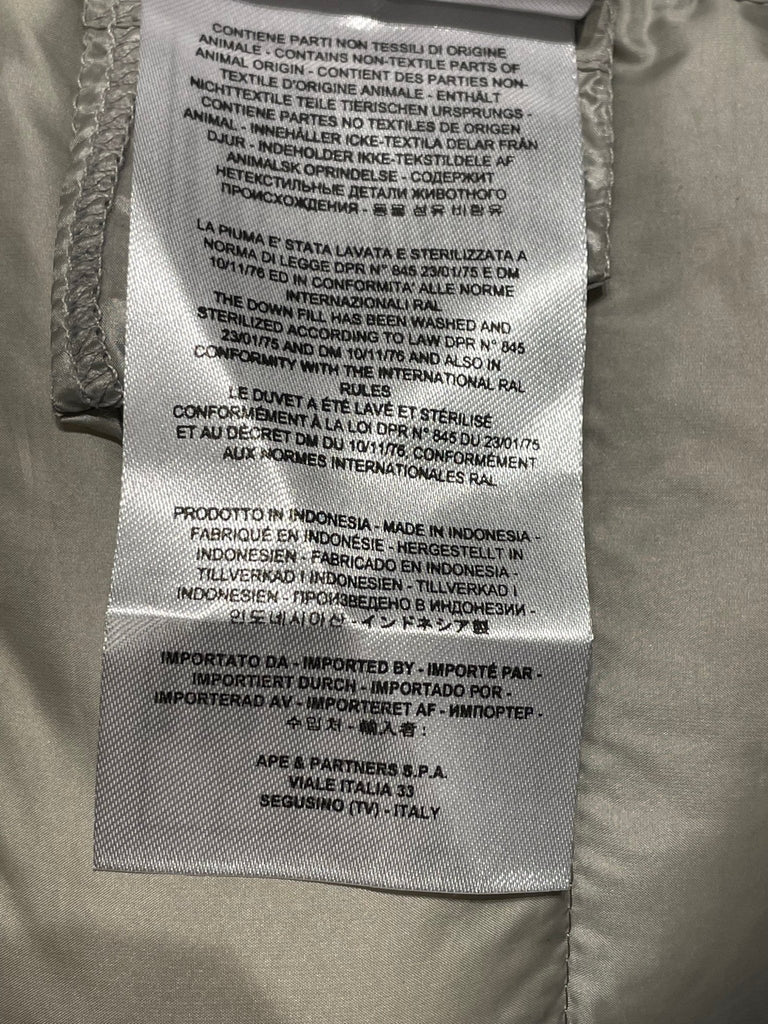 CONTIENE PARTI NON TESSILI DI ORIGINE
ANIMALE - CONTAINS NON-TEXTILE PARTS OF
ANIMAL ORIGIN - CONTIENT DES PARTIES NON-
TEXTILE D'ORIGINE ANIMALE - ENTHÄLT
NICHTTEXTILE TEILE TIERISCHEN URSPRUNGS -
CONTIENE PARTES NO TEXTILES DE ORIGEN
ANIMAL - INNEHÅLLER ICKE-TEXTILA DELAR FRÅN
DJUR - INDEHOLDER IKKE-TEKSTILDELE AF
ANIMALSK OPRINDELSE - СОДЕРЖИТ
НЕТЕКСТИЛЬНЫЕ ДЕТАЛИ ЖИВОТНОГО
ПРОИСХОЖДЕНИЯ - 동물 섬유 비함유
LA PIUMA E' STATA LAVATA E STERILIZZATA A
NORMA DI LEGGE DPR N° 845 23/01/75 E DM
10/11/76 ED IN CONFORMITA' ALLE NORME
INTERNAZIONALI RAL
THE DOWN FILL HAS BEEN WASHED AND
STERILIZED ACCORDING TO LAW DPR N° 845
23/01/75 AND DM 10/11/76 AND ALSO IN
CONFORMITY WITH THE INTERNATIONAL RAL
RULES
LE DUVET A ÉTÉ LAVÉ ET STÉRILISÉ
CONFORMÉMENT À LA LOI DPR N° 845 DU 23/01/75
ET AU DÉCRET DM DU 10/11/76, CONFORMÉMENT
AUX NORMES INTERNATIONALES RAL
PRODOTTO IN INDONESIA - MADE IN INDONESIA -
FABRIQUÉ EN INDONÉSIE - HERGESTELLT IN
INDONESIEN - FABRICADO EN INDONESIA -
TILLVERKAD I INDONESIEN - TILLVERKAD I
INDONESIEN - ПРОИЗВЕДЕНО В ИНДОНЕЗИИ -
인도네시아산 - インドネシア製
IMPORTATO DA - IMPORTED BY - IMPORTÉ PAR -
IMPORTIERT DURCH - IMPORTADO POR -
IMPORTERAD AV - IMPORTERET AF - ИМПОРТЕР -
수입처 - 輸入者 :
APE & PARTNERS S.P.A.
VIALE ITALIA 33
SEGUSINO (TV) - ITALY